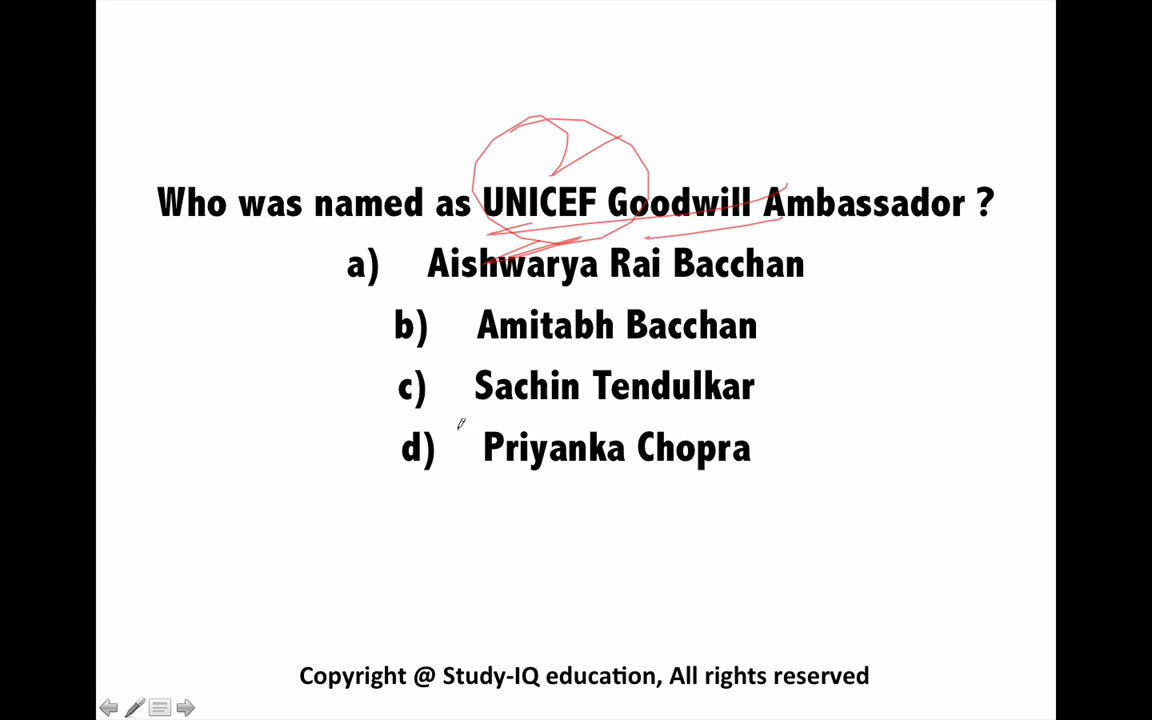 Who was named as UNICEF Goodwill Ambassador ?
a) Aishwarya Rai Bacchan
b) Amitabh Bacchan
c) Sachin Tendulkar
d) Priyanka Chopra
Copyright @ Study-IQ education, All rights reserved